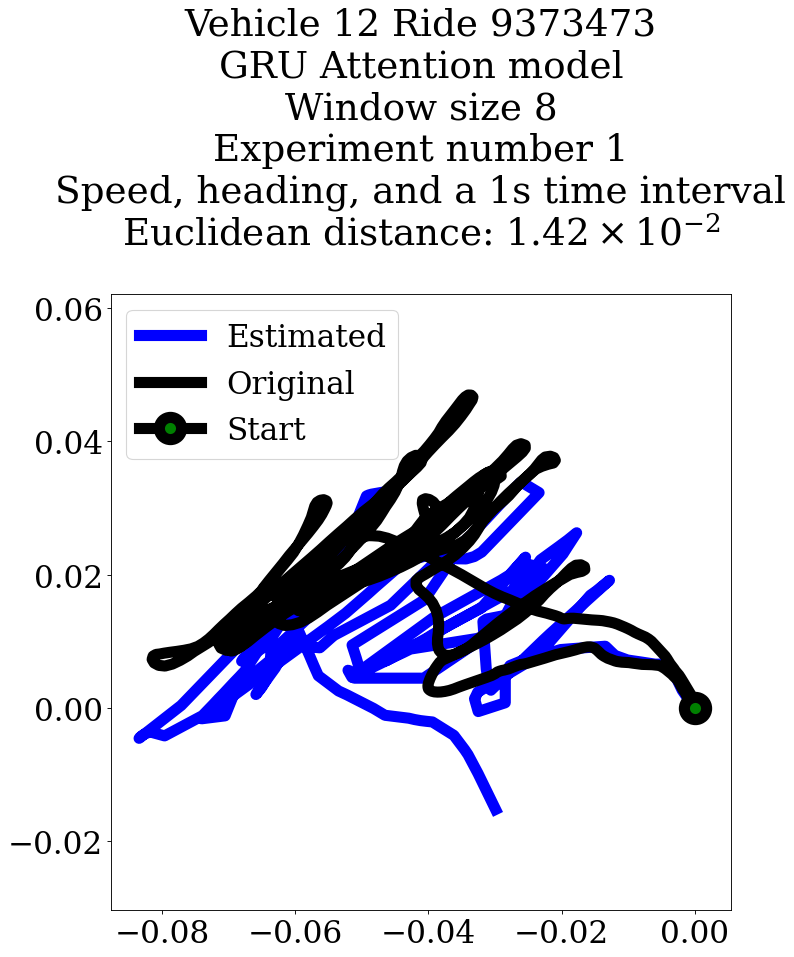 Vehicle 12 Ride 9373473
GRU Attention model
Window size 8
Experiment number 1
Speed, heading, and a 1s time interval
Euclidean distance: 1.42 × 10⁻²
0.06
Estimated
Original
Start
0.04
0.02
0.00
−0.02
−0.08 −0.06 −0.04 −0.02 0.00